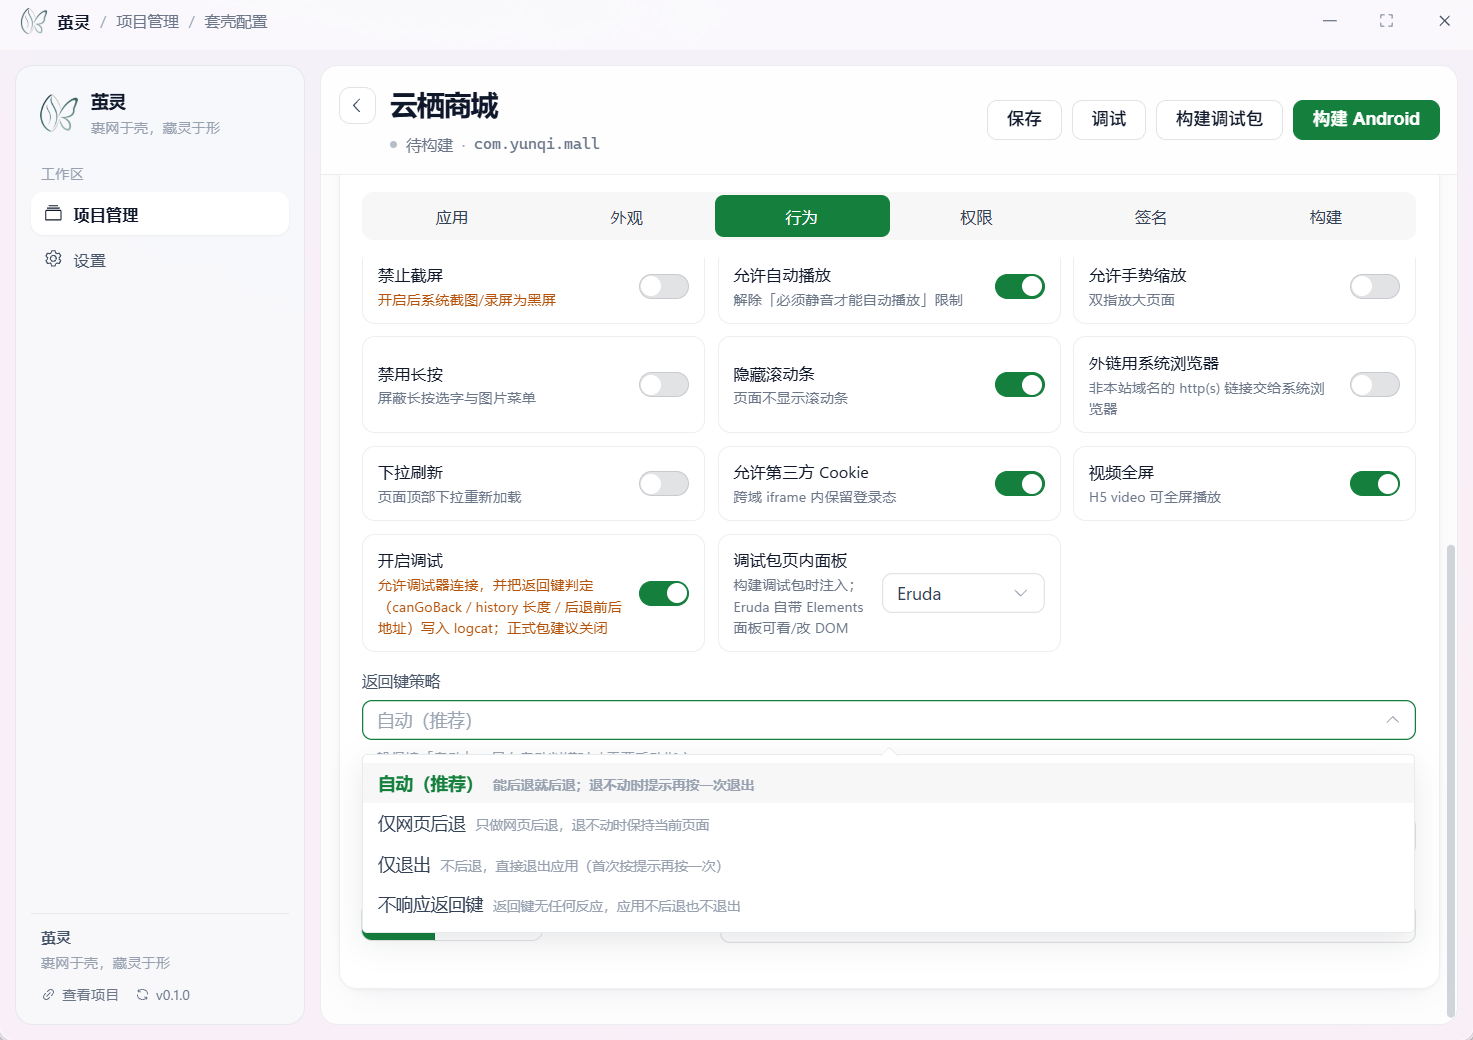 茧灵 / 项目管理 / 套壳配置
茧灵
裹网于壳，藏灵于形
工作区
项目管理
设置
茧灵
裹网于壳，藏灵于形
查看项目 v0.1.0
云栖商城
待构建 · com.yunqi.mall
保存 调试 构建调试包 构建 Android
应用 外观 行为 权限 签名 构建
禁止截屏
开启后系统截图/录屏为黑屏
允许自动播放
解除「必须静音才能自动播放」限制
允许手势缩放
双指放大页面
禁用长按
屏蔽长按选字与图片菜单
隐藏滚动条
页面不显示滚动条
外链用系统浏览器
非本站域名的 http(s) 链接交给系统浏
览器
下拉刷新
页面顶部下拉重新加载
允许第三方 Cookie
跨域 iframe 内保留登录态
视频全屏
H5 video 可全屏播放
开启调试
允许调试器连接，并把返回键判定
（canGoBack / history 长度 / 后退前后
地址）写入 logcat；正式包建议关闭
调试包页内面板
构建调试包时注入；
Eruda 自带 Elements
面板可看/改 DOM
Eruda
返回键策略
自动（推荐）
自动（推荐） 能后退就后退；退不动时提示再按一次退出
仅网页后退 只做网页后退，退不动时保持当前页面
仅退出 不后退，直接退出应用（首次按提示再按一次）
不响应返回键 返回键无任何反应，应用不后退也不退出